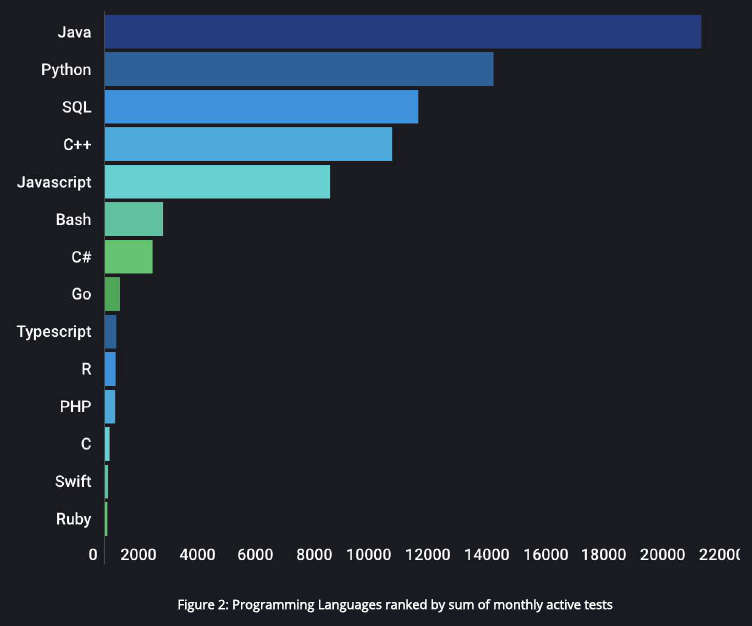 Java
Python
SQL
C++
Javascript
Bash
C#
Go
Typescript
R
PHP
C
Swift
Ruby
0 2000 4000 6000 8000 10000 12000 14000 16000 18000 20000 22000
Figure 2: Programming Languages ranked by sum of monthly active tests